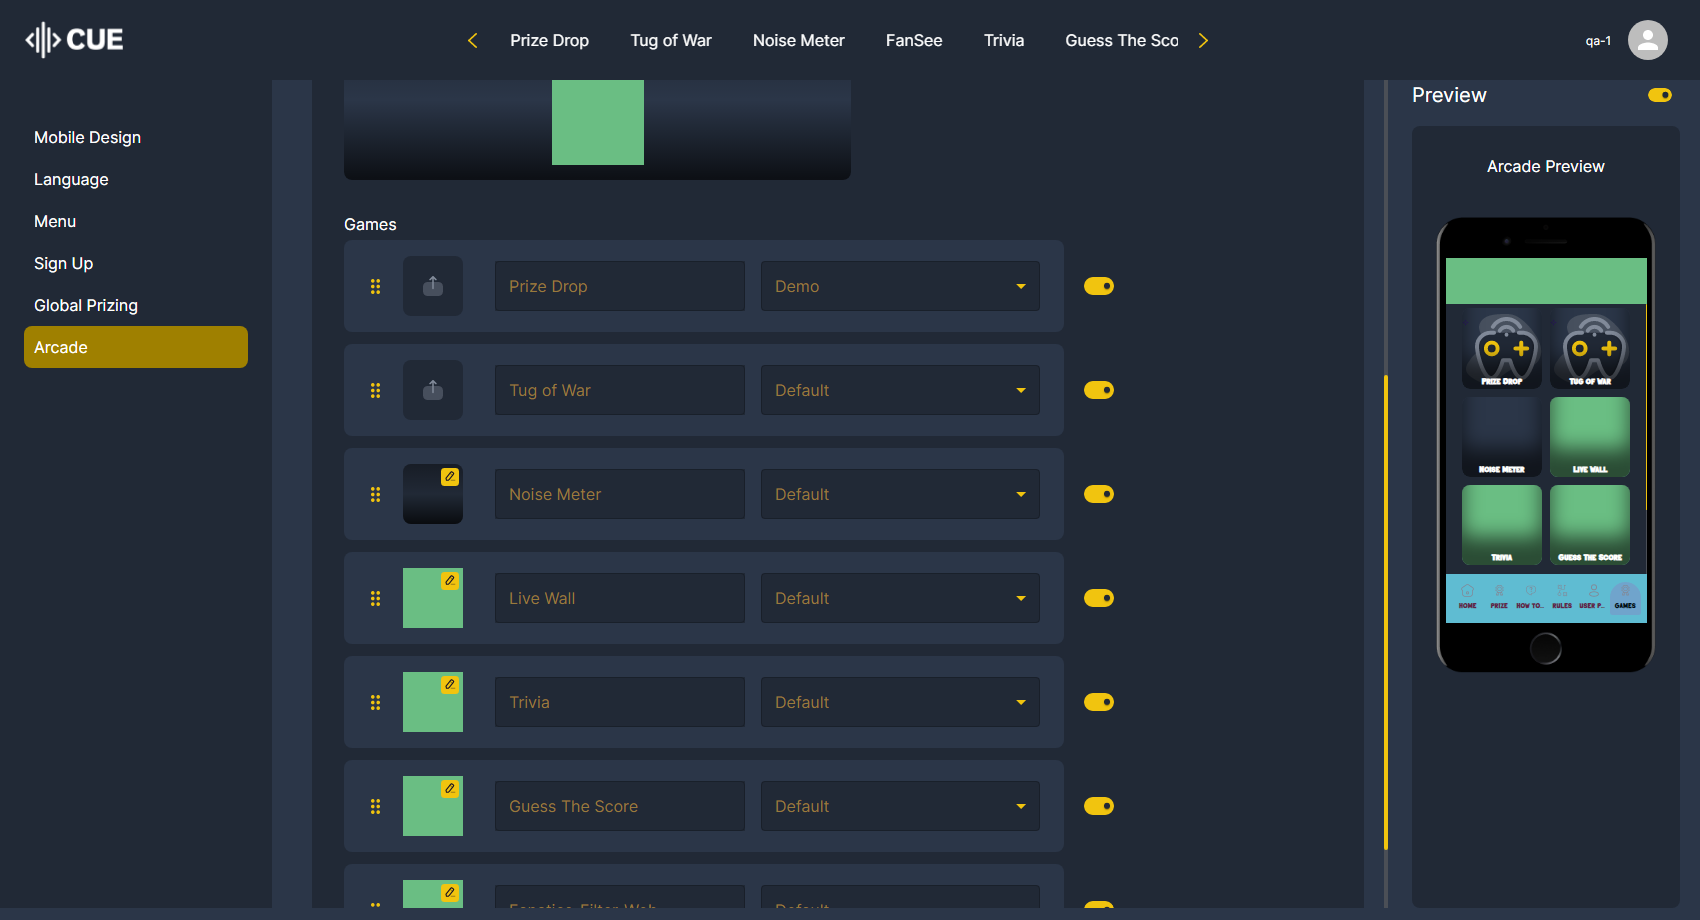 CUE
Prize Drop
Tug of War
Noise Meter
FanSee
Trivia
Guess The Sco
qa-1
Mobile Design
Language
Menu
Sign Up
Global Prizing
Arcade
Games
Prize Drop
Demo
Tug of War
Default
Noise Meter
Default
Live Wall
Default
Trivia
Default
Guess The Score
Default
Default
Preview
Arcade Preview
Prize Drop
Tug of War
Noise Meter
Live Wall
Trivia
Guess The Score
HOME
PRIZE
HOW TO..
RULES
USER P..
GAMES